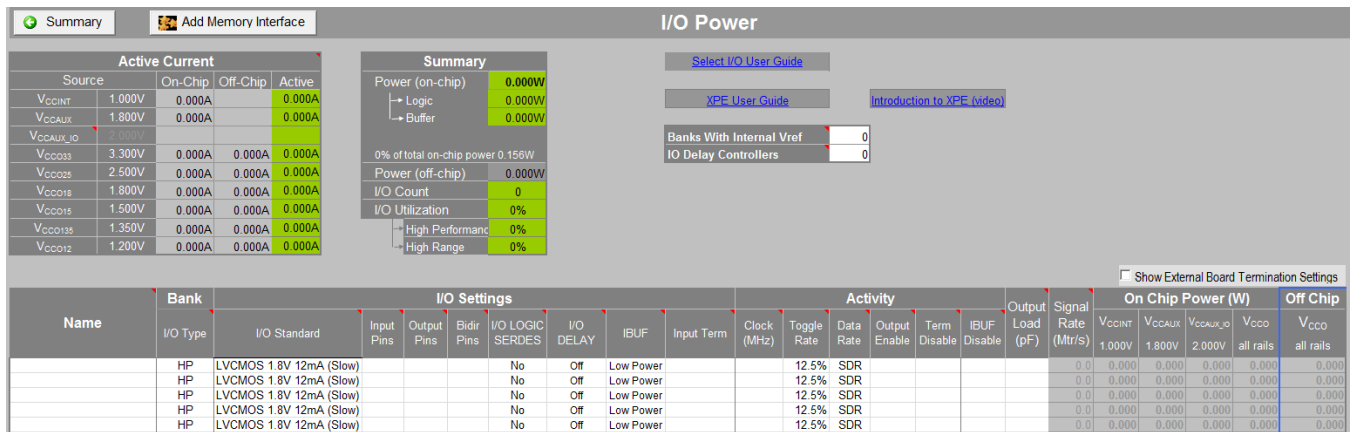 Summary
Add Memory Interface
I/O Power
Active Current
Source On-Chip Off-Chip Active
VCCINT 1.000V 0.000A 0.000A
VCCAUX 1.800V 0.000A 0.000A
VCCAUX_IO 2.000V
VCCO33 3.300V 0.000A 0.000A 0.000A
VCCO25 2.500V 0.000A 0.000A 0.000A
VCCO18 1.800V 0.000A 0.000A 0.000A
VCCO15 1.500V 0.000A 0.000A 0.000A
VCCO135 1.350V 0.000A 0.000A 0.000A
VCCO12 1.200V 0.000A 0.000A 0.000A
Summary
Power (on-chip) 0.000W
Logic 0.000W
Buffer 0.000W
0% of total on-chip power 0.156W
Power (off-chip) 0.000W
I/O Count 0
I/O Utilization 0%
High Performanc 0%
High Range 0%
Select I/O User Guide
XPE User Guide
Introduction to XPE (video)
Banks With Internal Vref 0
IO Delay Controllers 0
Show External Board Termination Settings
Name
Bank
I/O Type
I/O Settings
I/O Standard
Input Pins
Output Pins
Bidir Pins
I/O LOGIC SERDES
I/O DELAY
IBUF
Input Term
Activity
Clock (MHz)
Toggle Rate
Data Rate
Output Enable
Term Disable
IBUF Disable
Output Load (pF)
Signal Rate (Mtr/s)
On Chip Power (W)
VCCINT 1.000V
VCCAUX 1.800V
VCCAUX_IO 2.000V
VCCO all rails
Off Chip
VCCO all rails
HP LVCMOS 1.8V 12mA (Slow) No Off Low Power 12.5% SDR 0.0 0.000 0.000 0.000 0.000 0.000
HP LVCMOS 1.8V 12mA (Slow) No Off Low Power 12.5% SDR 0.0 0.000 0.000 0.000 0.000 0.000
HP LVCMOS 1.8V 12mA (Slow) No Off Low Power 12.5% SDR 0.0 0.000 0.000 0.000 0.000 0.000
HP LVCMOS 1.8V 12mA (Slow) No Off Low Power 12.5% SDR 0.0 0.000 0.000 0.000 0.000 0.000
HP LVCMOS 1.8V 12mA (Slow) No Off Low Power 12.5% SDR 0.0 0.000 0.000 0.000 0.000 0.000